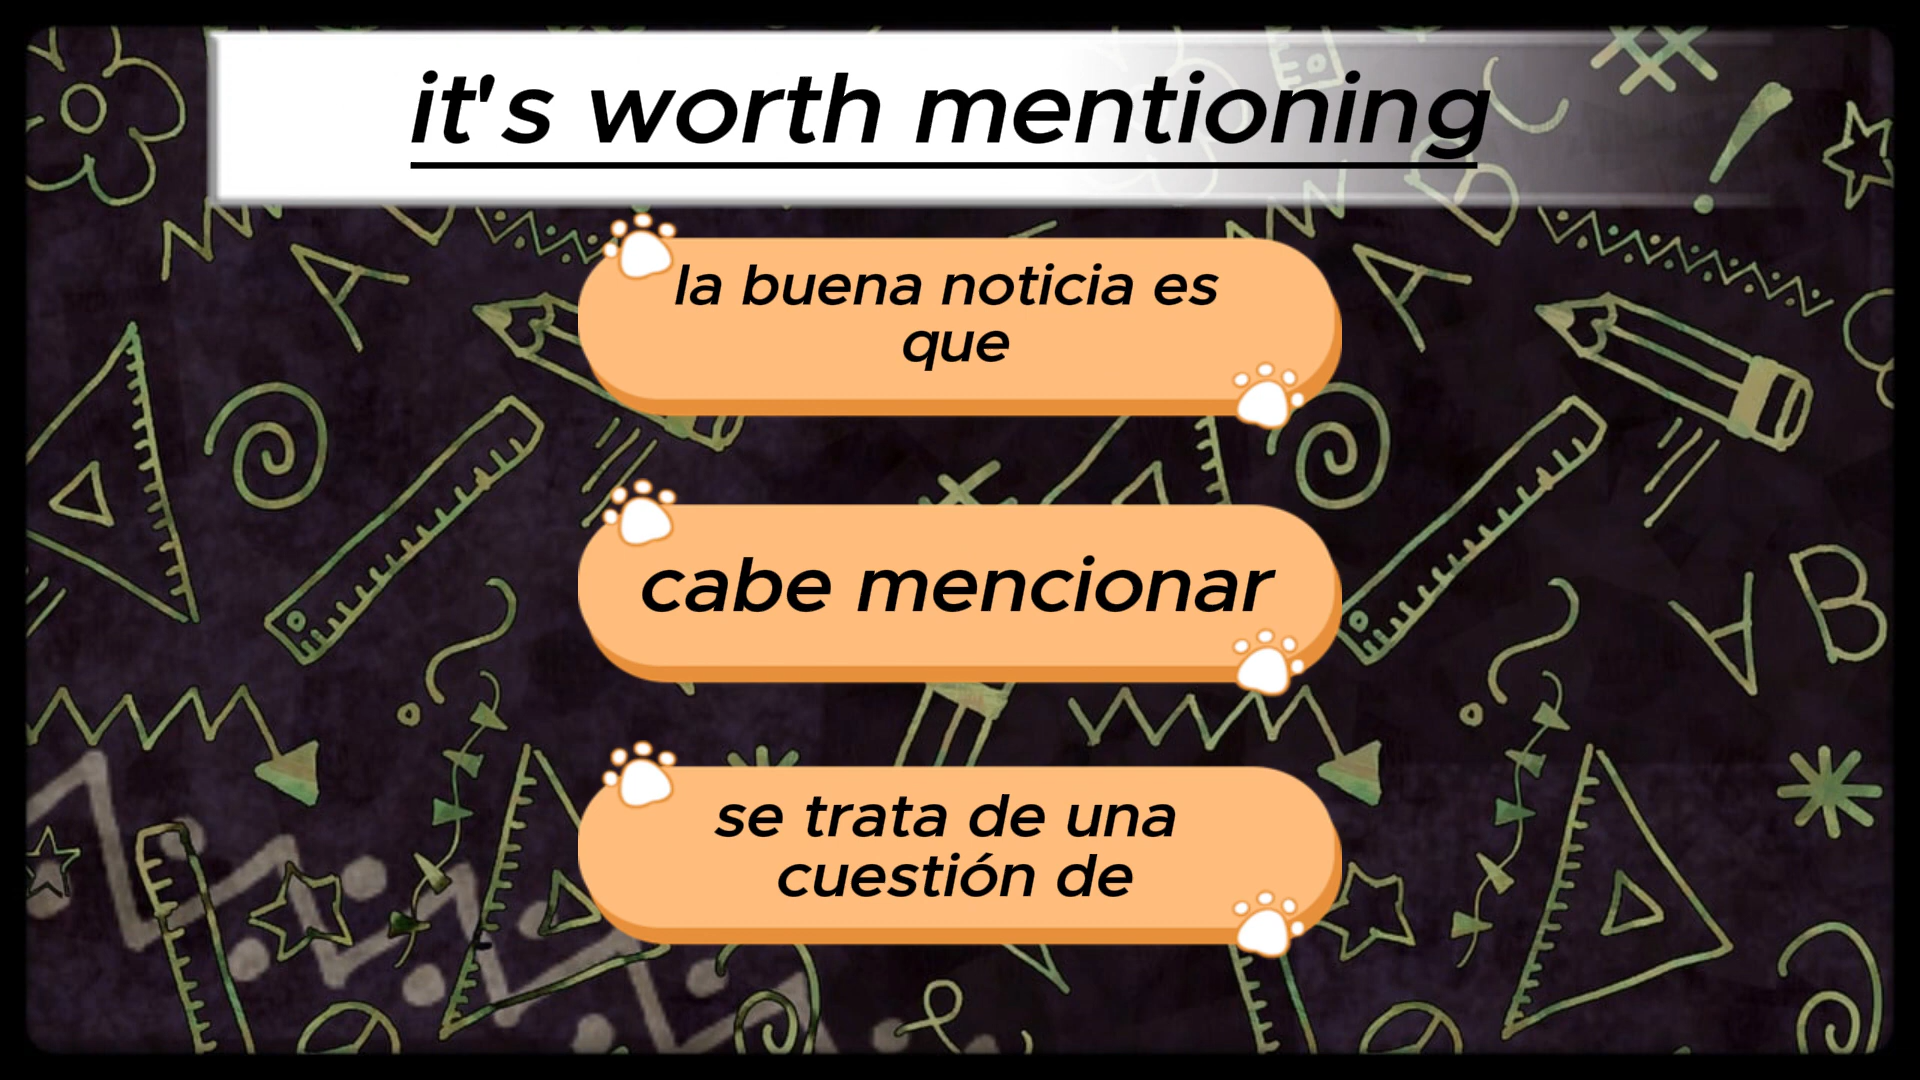 it's worth mentioning
la buena noticia es
que
cabe mencionar
se trata de una
cuestión de